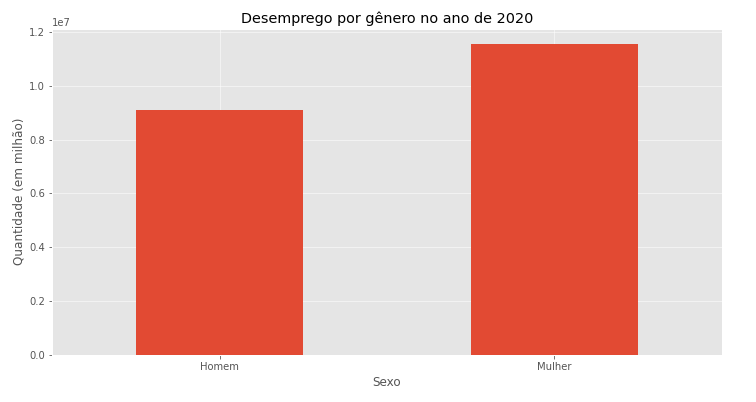 Desemprego por gênero no ano de 2020
1e7
1.2
1.0
0.8
0.6
0.4
0.2
0.0
Quantidade (em milhão)
Homem
Mulher
Sexo